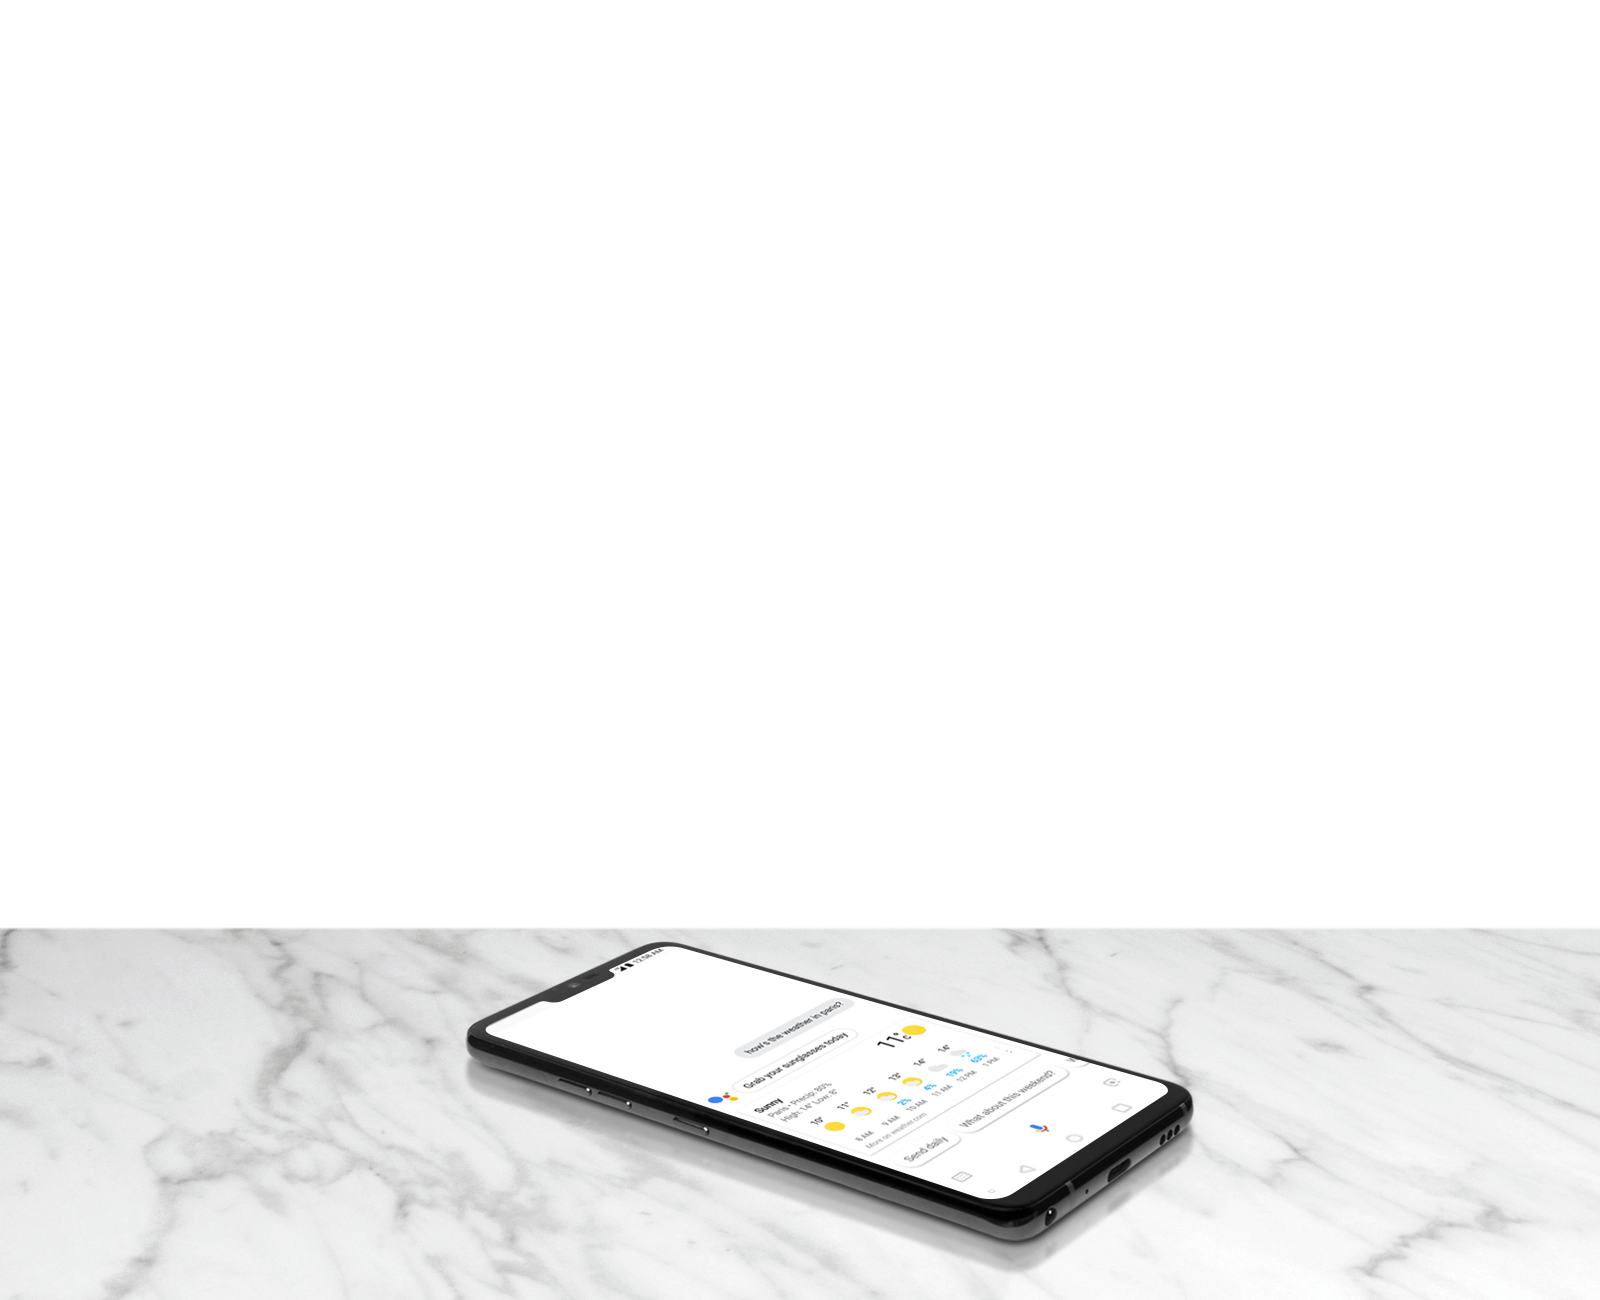 12:58 AM
how's the weather in paris?
Grab your sunglasses today
Sunny
Paris • Precip: 80%
High: 14° Low: 8°
11°c
10° 11° 12° 13° 14° 14°
2% 4% 19% 63%
8 AM 9 AM 10 AM 11 AM 12 PM 1 PM
More on weather.com
Send daily What about this weekend?